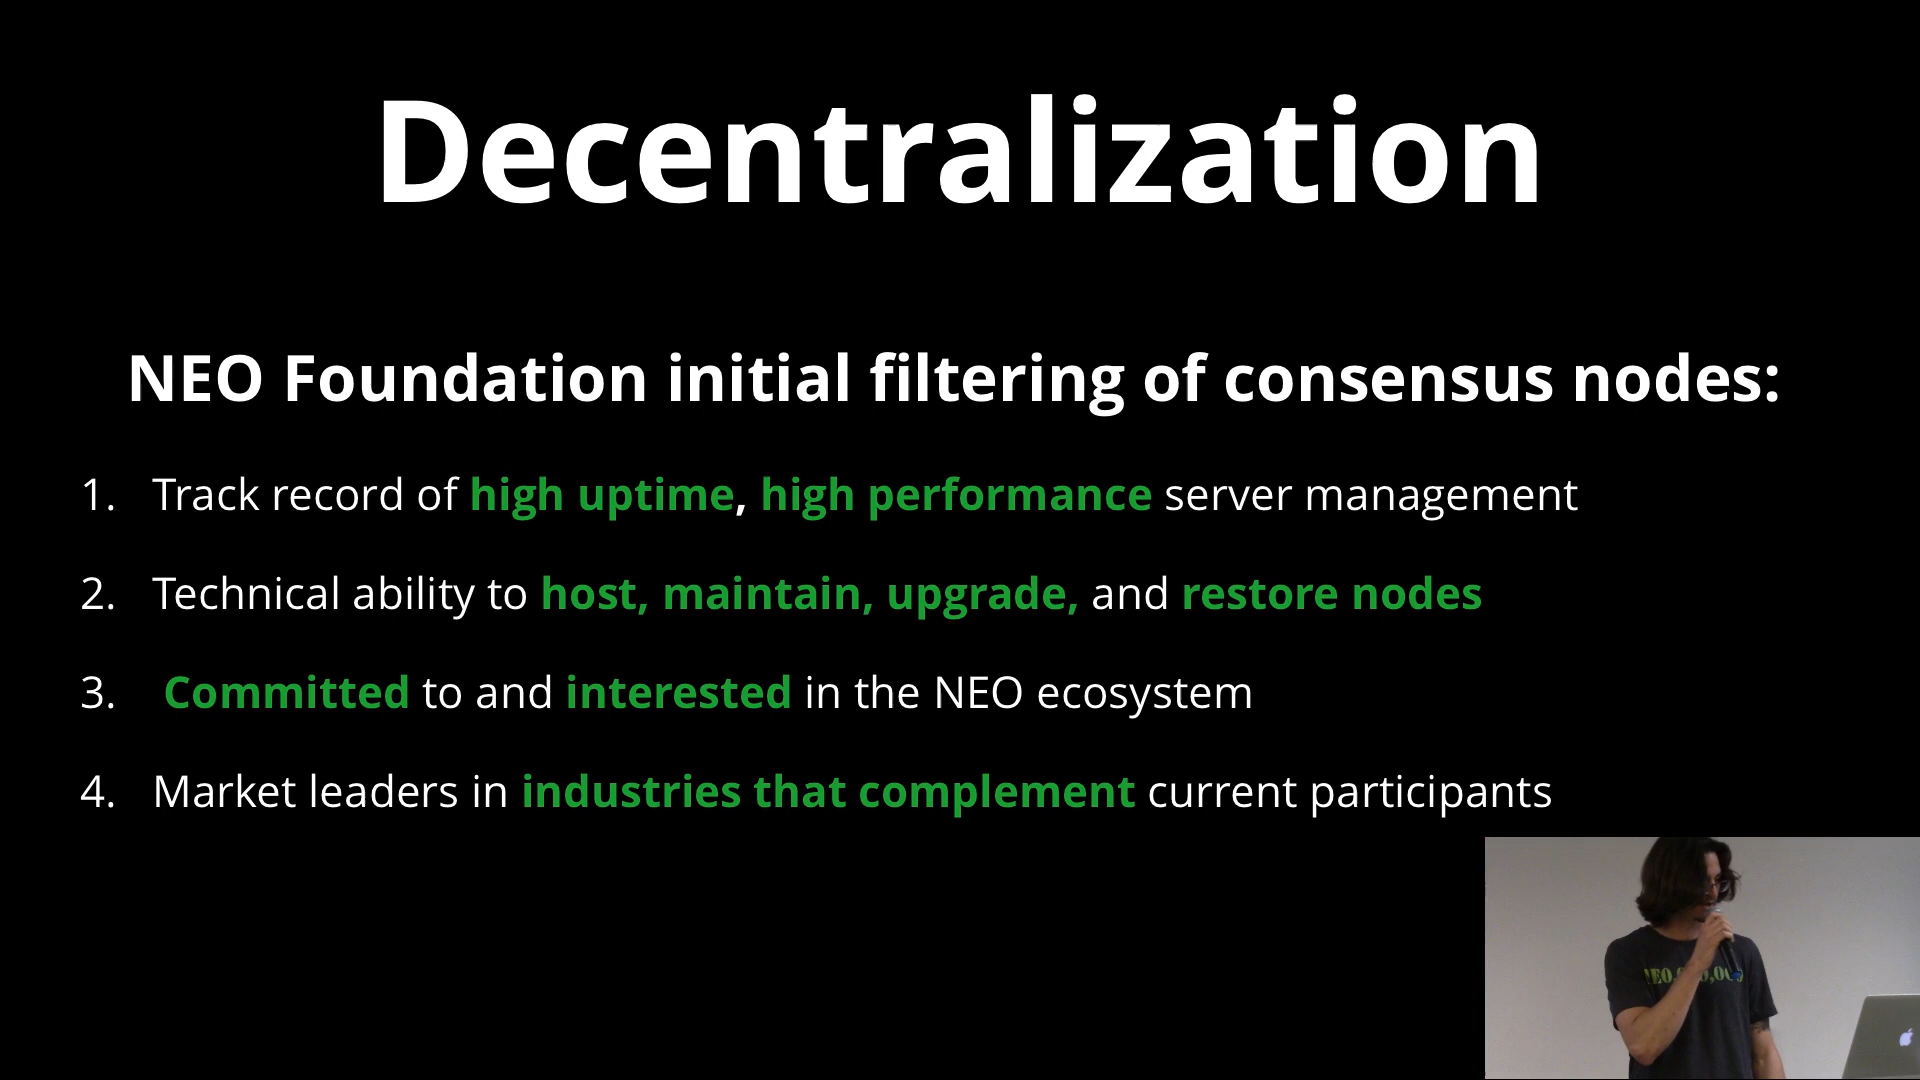 Decentralization
NEO Foundation initial filtering of consensus nodes:
1. Track record of high uptime, high performance server management
2. Technical ability to host, maintain, upgrade, and restore nodes
3. Committed to and interested in the NEO ecosystem
4. Market leaders in industries that complement current participants